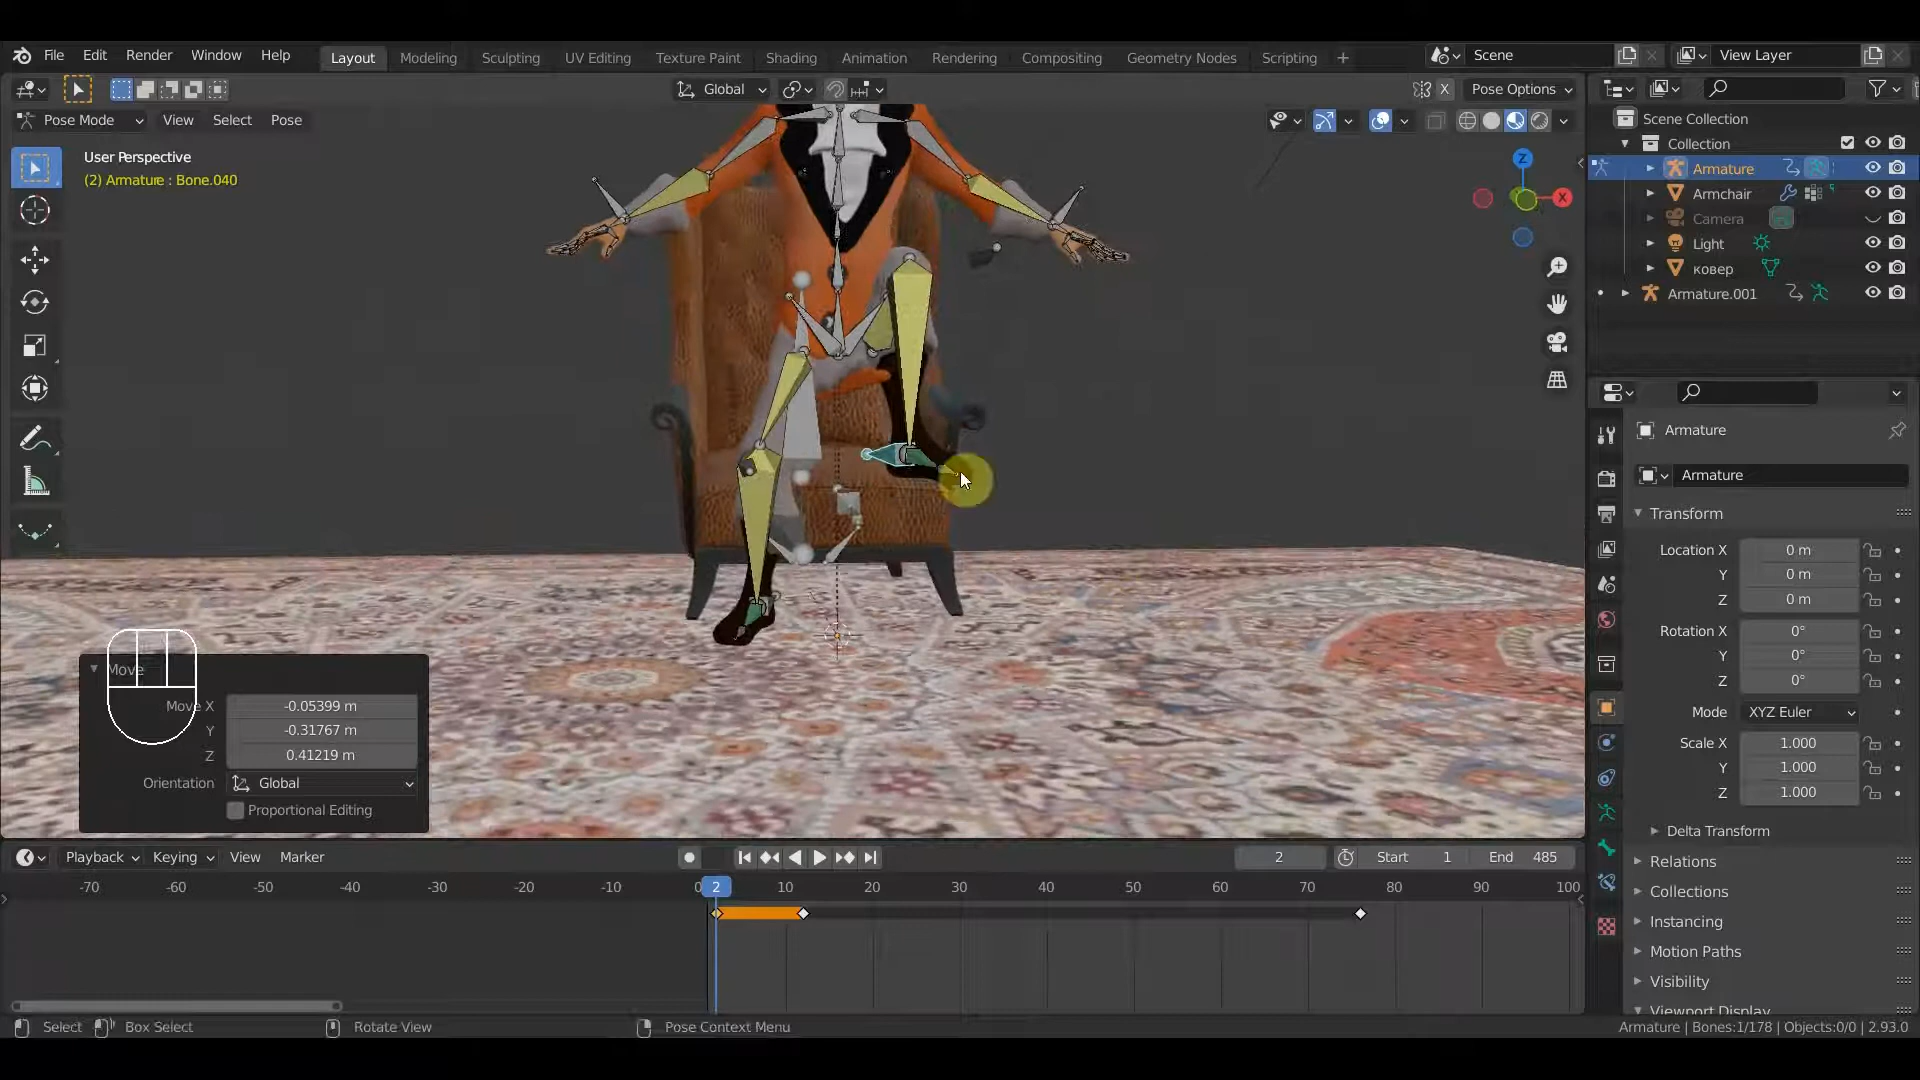 File Edit Render Window Help Layout Modeling Sculpting UV Editing Texture Paint Shading Animation Rendering Compositing Geometry Nodes Scripting + Scene View Layer
Global X Pose Options
Pose Mode View Select Pose
User Perspective
(2) Armature : Bone.040
Z
X
Scene Collection
Collection
Armature
Armchair
Camera
Light
ковер
Armature.001
Armature
Armature
Transform
Location X 0 m
Y 0 m
Z 0 m
Rotation X 0°
Y 0°
Z 0°
Mode XYZ Euler
Scale X 1.000
Y 1.000
Z 1.000
Delta Transform
Relations
Collections
Instancing
Motion Paths
Visibility
Viewport Display
Move
Move X -0.05399 m
Y -0.31767 m
Z 0.41219 m
Orientation Global
Proportional Editing
Playback Keying View Marker 2 Start 1 End 485
-70 -60 -50 -40 -30 -20 -10 0 2 10 20 30 40 50 60 70 80 90 100
Select Box Select Rotate View Pose Context Menu Armature | Bones:1/178 | Objects:0/0 | 2.93.0